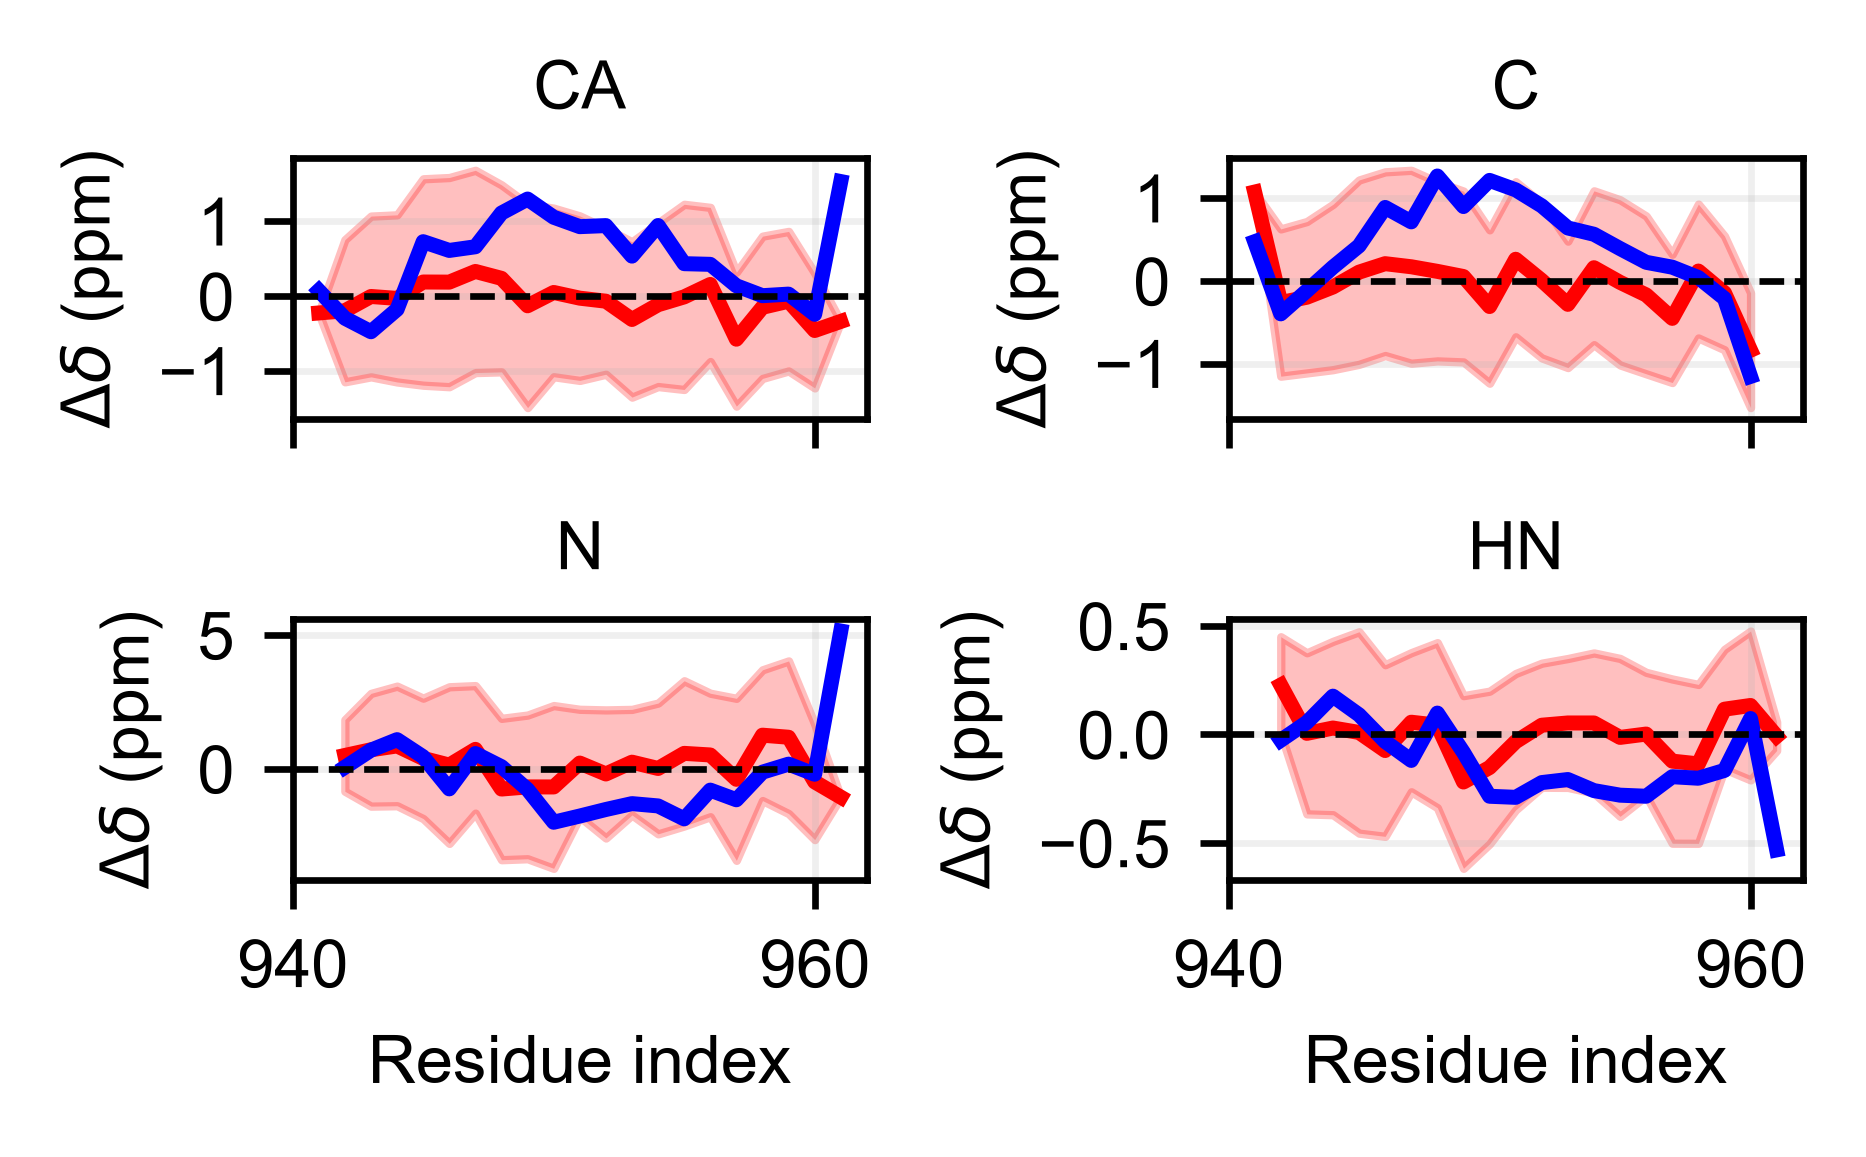 CA
Δδ (ppm)
1
0
−1
C
Δδ (ppm)
1
0
−1
N
Δδ (ppm)
5
0
940
960
Residue index
HN
Δδ (ppm)
0.5
0.0
−0.5
940
960
Residue index